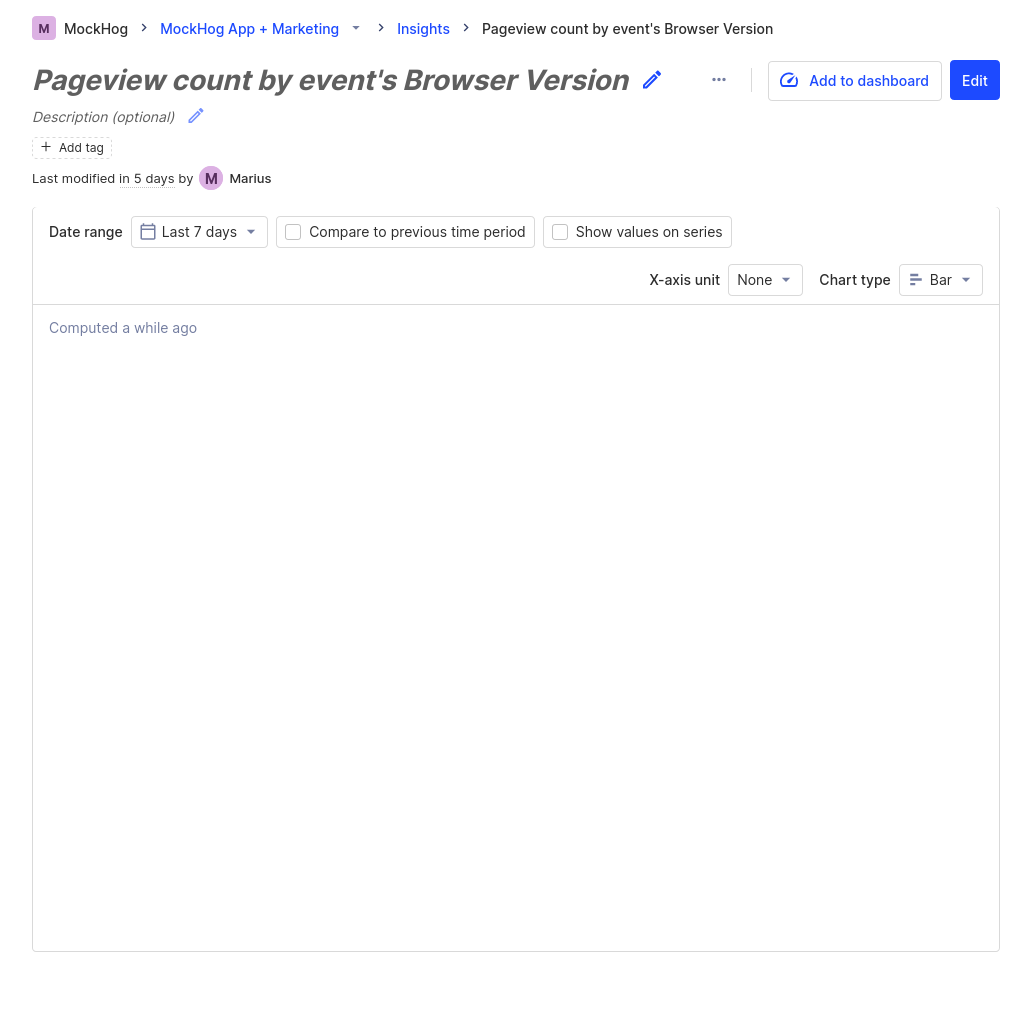 M MockHog MockHog App + Marketing Insights Pageview count by event's Browser Version
Pageview count by event's Browser Version
Add to dashboard
Edit
Description (optional)
Add tag
Last modified in 5 days by M Marius
Date range Last 7 days Compare to previous time period Show values on series
X-axis unit None Chart type Bar
Computed a while ago